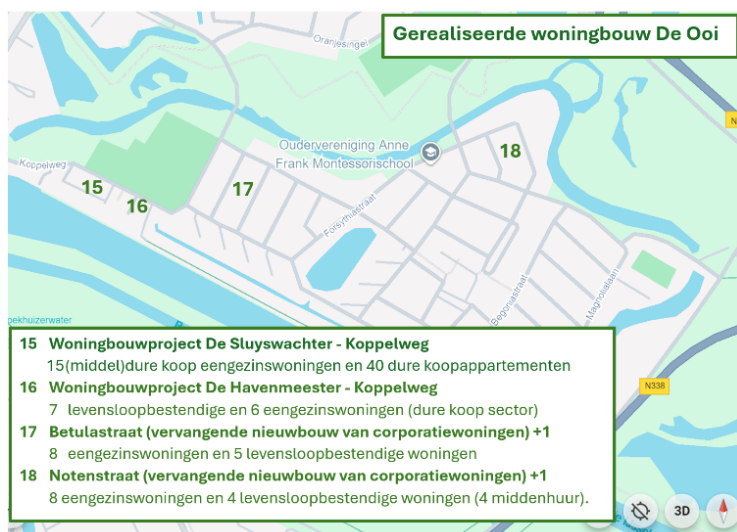 Gerealiseerde woningbouw De Ooi
Oranjesingel
Oudervereniging Anne
Frank Montessorischool
18
Koppelweg
15
17
16
Forsythiastraat
Begoniastraat
Magnolialaan
N
pekhuizerwater
N338
15 Woningbouwproject De Sluyswachter - Koppelweg
15(middel)dure koop eengezinswoningen en 40 dure koopappartementen
16 Woningbouwproject De Havenmeester - Koppelweg
7 levensloopbestendige en 6 eengezinswoningen (dure koop sector)
17 Betulastraat (vervangende nieuwbouw van corporatiewoningen) +1
8 eengezinswoningen en 5 levensloopbestendige woningen
18 Notenstraat (vervangende nieuwbouw van corporatiewoningen) +1
8 eengezinswoningen en 4 levensloopbestendige woningen (4 middenhuur).
3D